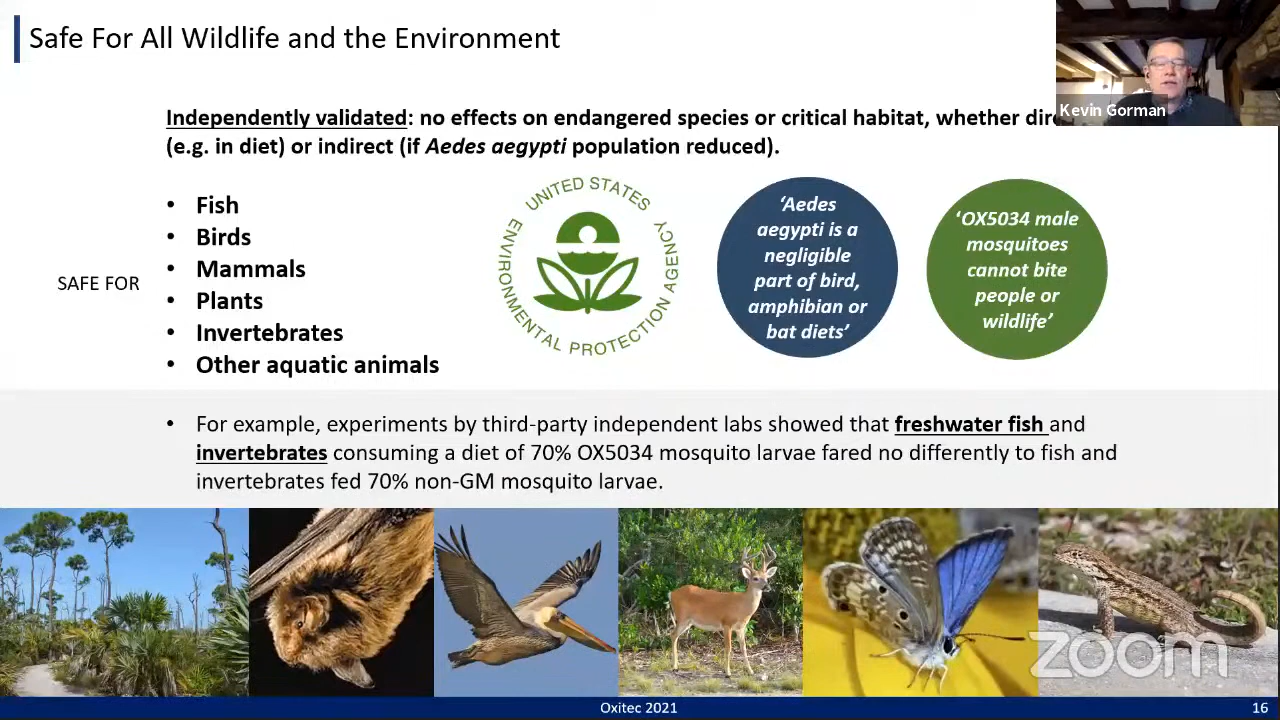 Safe For All Wildlife and the Environment
Kevin Gorman
Independently validated: no effects on endangered species or critical habitat, whether
(e.g. in diet) or indirect (if Aedes aegypti population reduced).
SAFE FOR
• Fish
• Birds
• Mammals
• Plants
• Invertebrates
• Other aquatic animals
UNITED STATES
ENVIRONMENTAL PROTECTION AGENCY
‘Aedes
aegypti is a
negligible
part of bird,
amphibian or
bat diets’
‘OX5034 male
mosquitoes
cannot bite
people or
wildlife’
• For example, experiments by third-party independent labs showed that freshwater fish and
invertebrates consuming a diet of 70% OX5034 mosquito larvae fared no differently to fish and
invertebrates fed 70% non-GM mosquito larvae.
zoom
Oxitec 2021
16